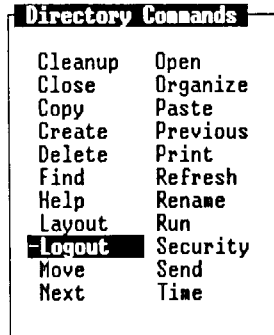 Directory Commands
Cleanup Open
Close Organize
Copy Paste
Create Previous
Delete Print
Find Refresh
Help Rename
Layout Run
-Logout Security
Move Send
Next Time